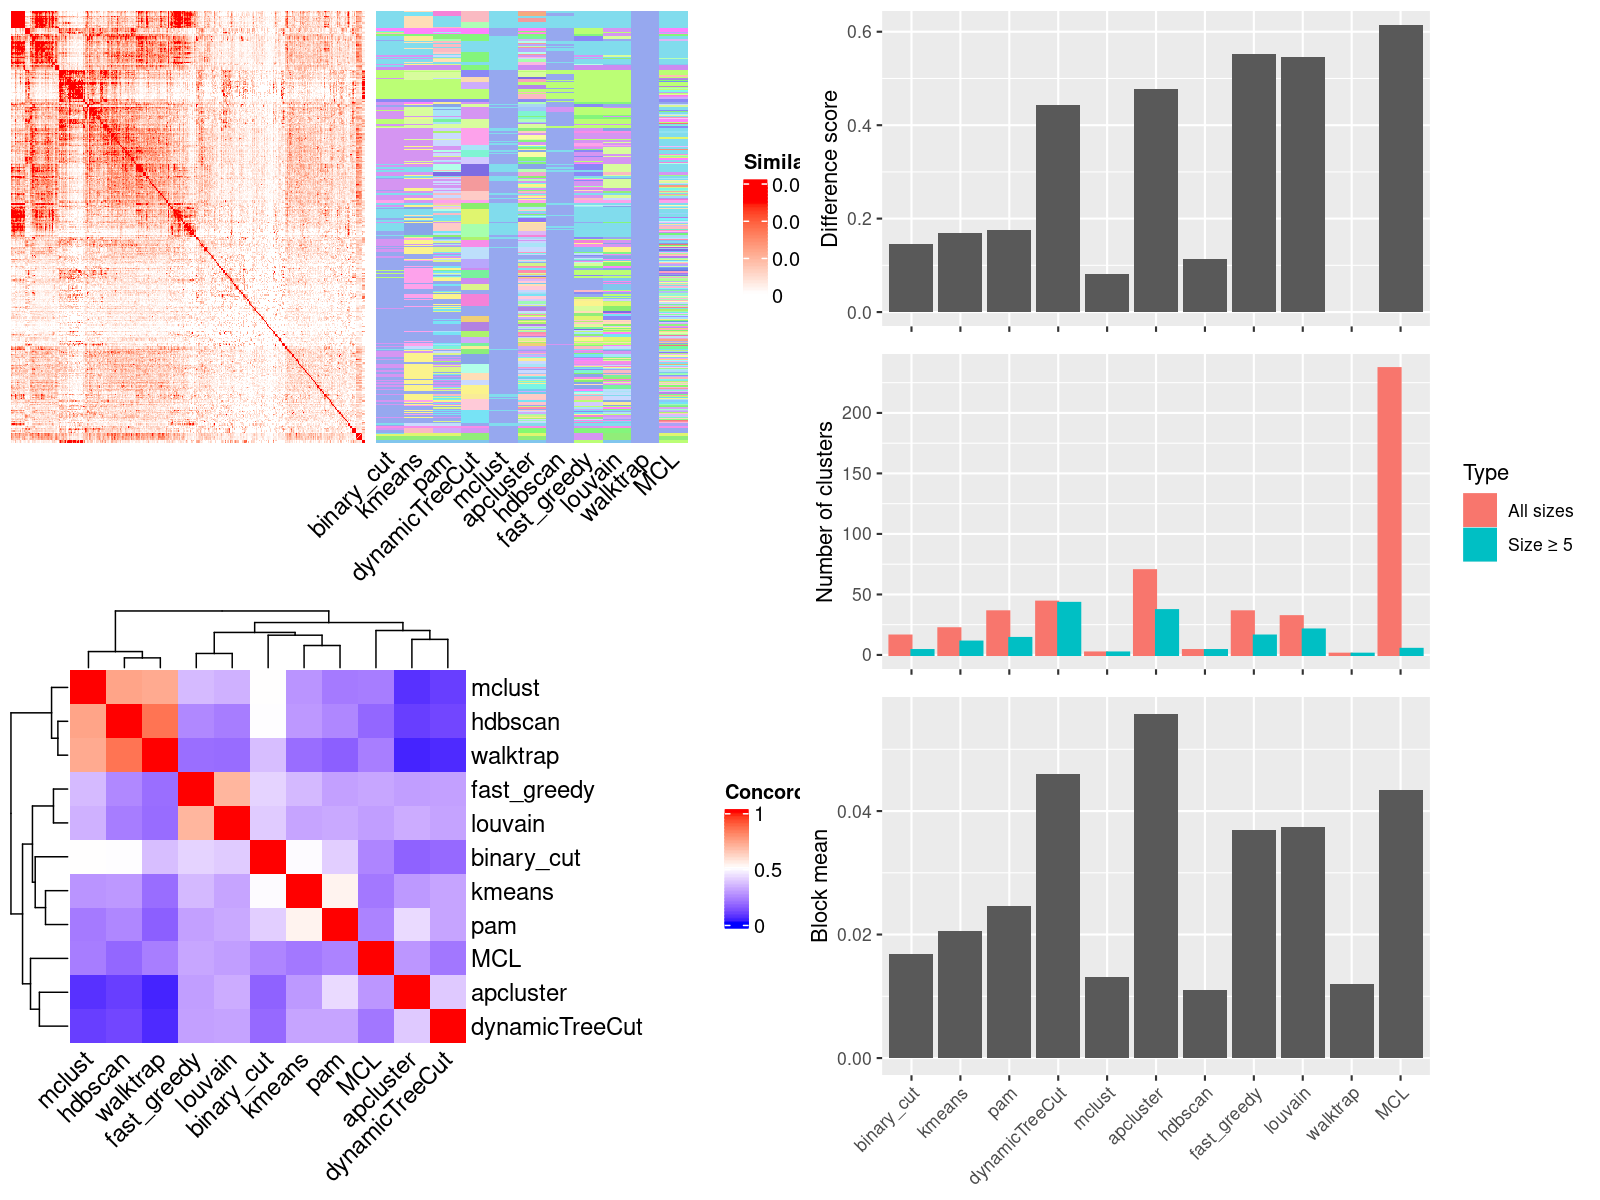 Simila
0.0
0.0
0.0
0
binary_cut
kmeans
pam
dynamicTreeCut
mclust
apcluster
hdbscan
fast_greedy
louvain
walktrap
MCL
mclust
hdbscan
walktrap
fast_greedy
louvain
binary_cut
kmeans
pam
MCL
apcluster
dynamicTreeCut
mclust
hdbscan
walktrap
fast_greedy
louvain
binary_cut
kmeans
pam
MCL
apcluster
dynamicTreeCut
Concord
1
0.5
0
Difference score
0.6
0.4
0.2
0.0
Number of clusters
200
150
100
50
0
Type
All sizes
Size ≥ 5
Block mean
0.04
0.02
0.00
binary_cut
kmeans
pam
dynamicTreeCut
mclust
apcluster
hdbscan
fast_greedy
louvain
walktrap
MCL